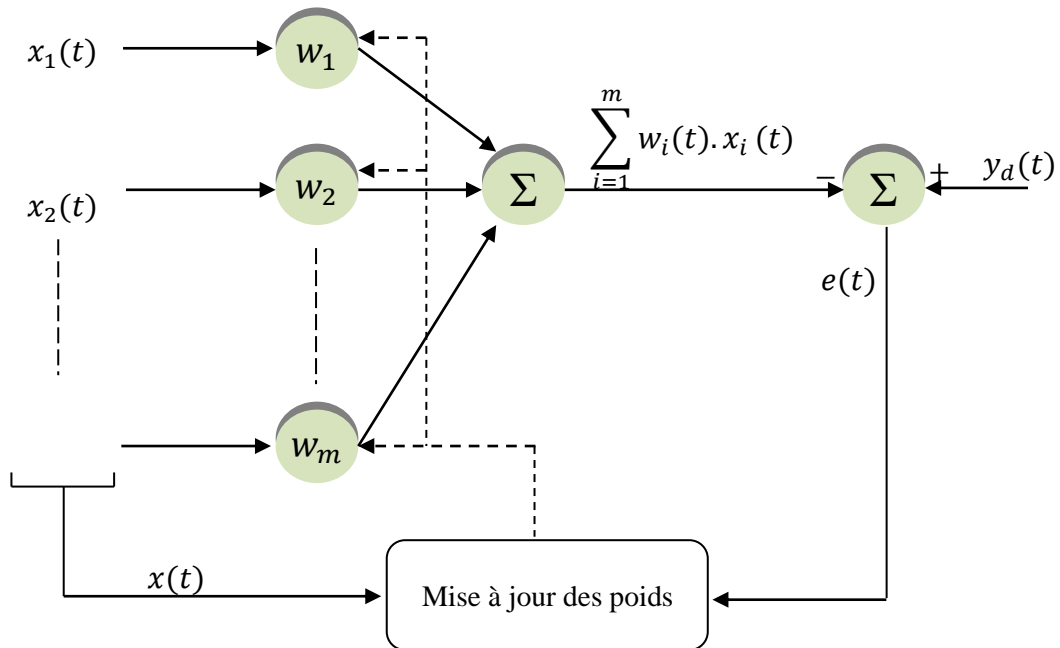 x₁(t)
w₁
∑ᵢ₌₁ᵐ wᵢ(t).xᵢ (t)
x₂(t)
w₂
Σ
−
Σ
+
y_d(t)
e(t)
wₘ
x(t)
Mise à jour des poids